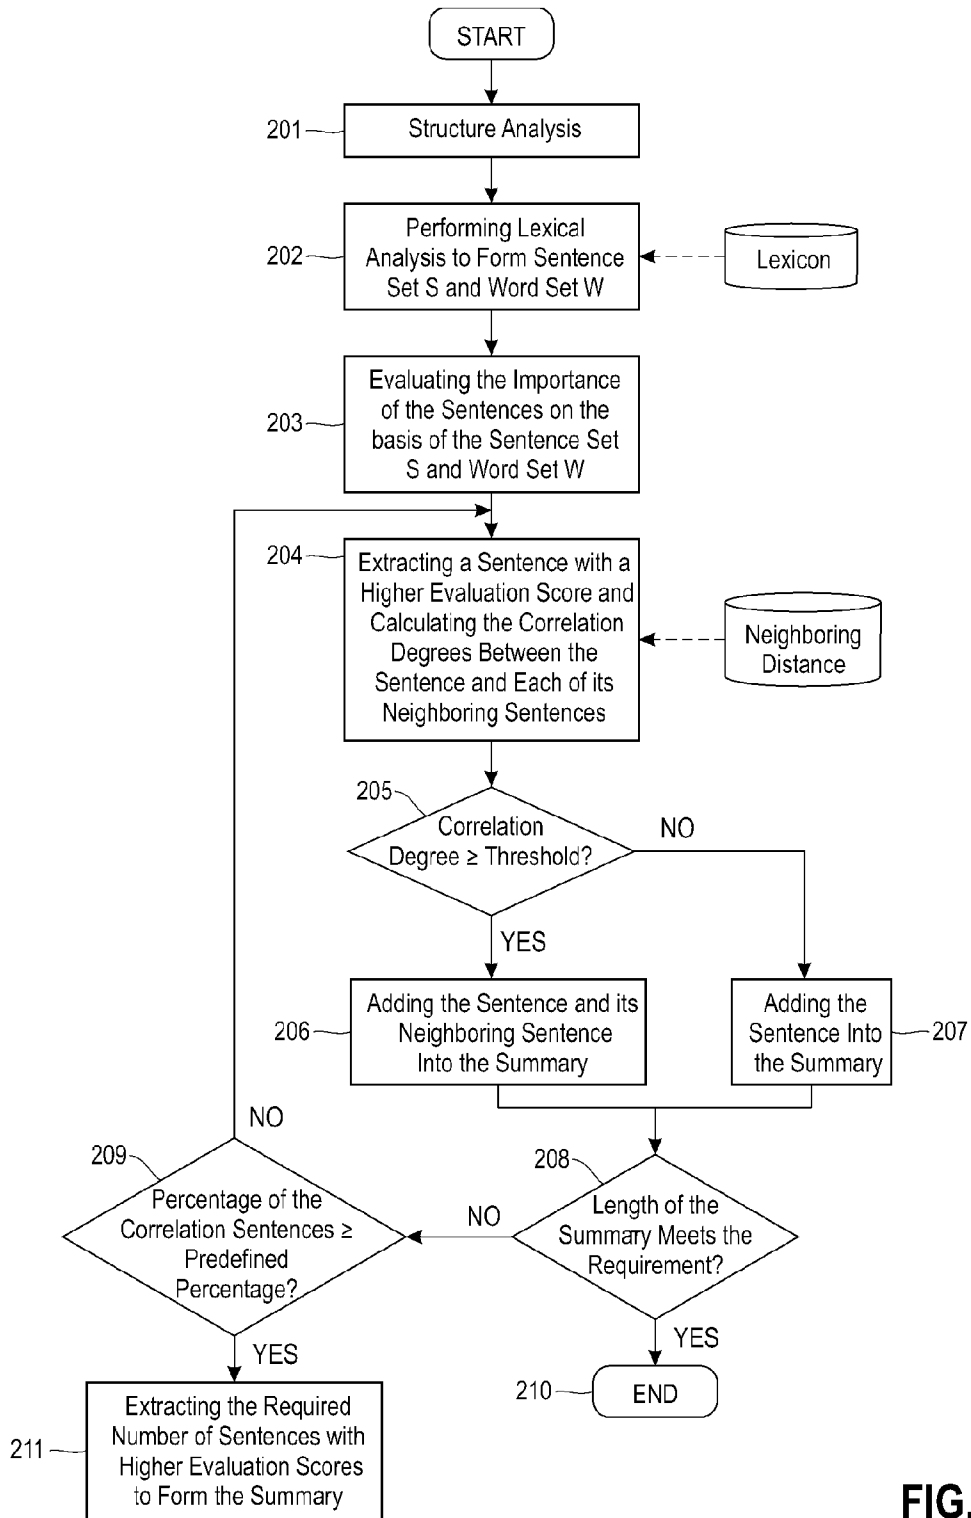 START
201
Structure Analysis
202
Performing Lexical
Analysis to Form Sentence
Set S and Word Set W
Lexicon
203
Evaluating the Importance
of the Sentences on the
basis of the Sentence Set
S and Word Set W
204
Extracting a Sentence with a
Higher Evaluation Score and
Calculating the Correlation
Degrees Between the
Sentence and Each of its
Neighboring Sentences
Neighboring
Distance
205
Correlation
Degree ≥ Threshold?
NO
YES
206
Adding the Sentence and its
Neighboring Sentence
Into the Summary
Adding the
Sentence Into
the Summary
207
NO
209
Percentage of the
Correlation Sentences ≥
Predefined
Percentage?
NO
208
Length of the
Summary Meets the
Requirement?
YES
YES
210
END
211
Extracting the Required
Number of Sentences with
Higher Evaluation Scores
to Form the Summary
FIG.